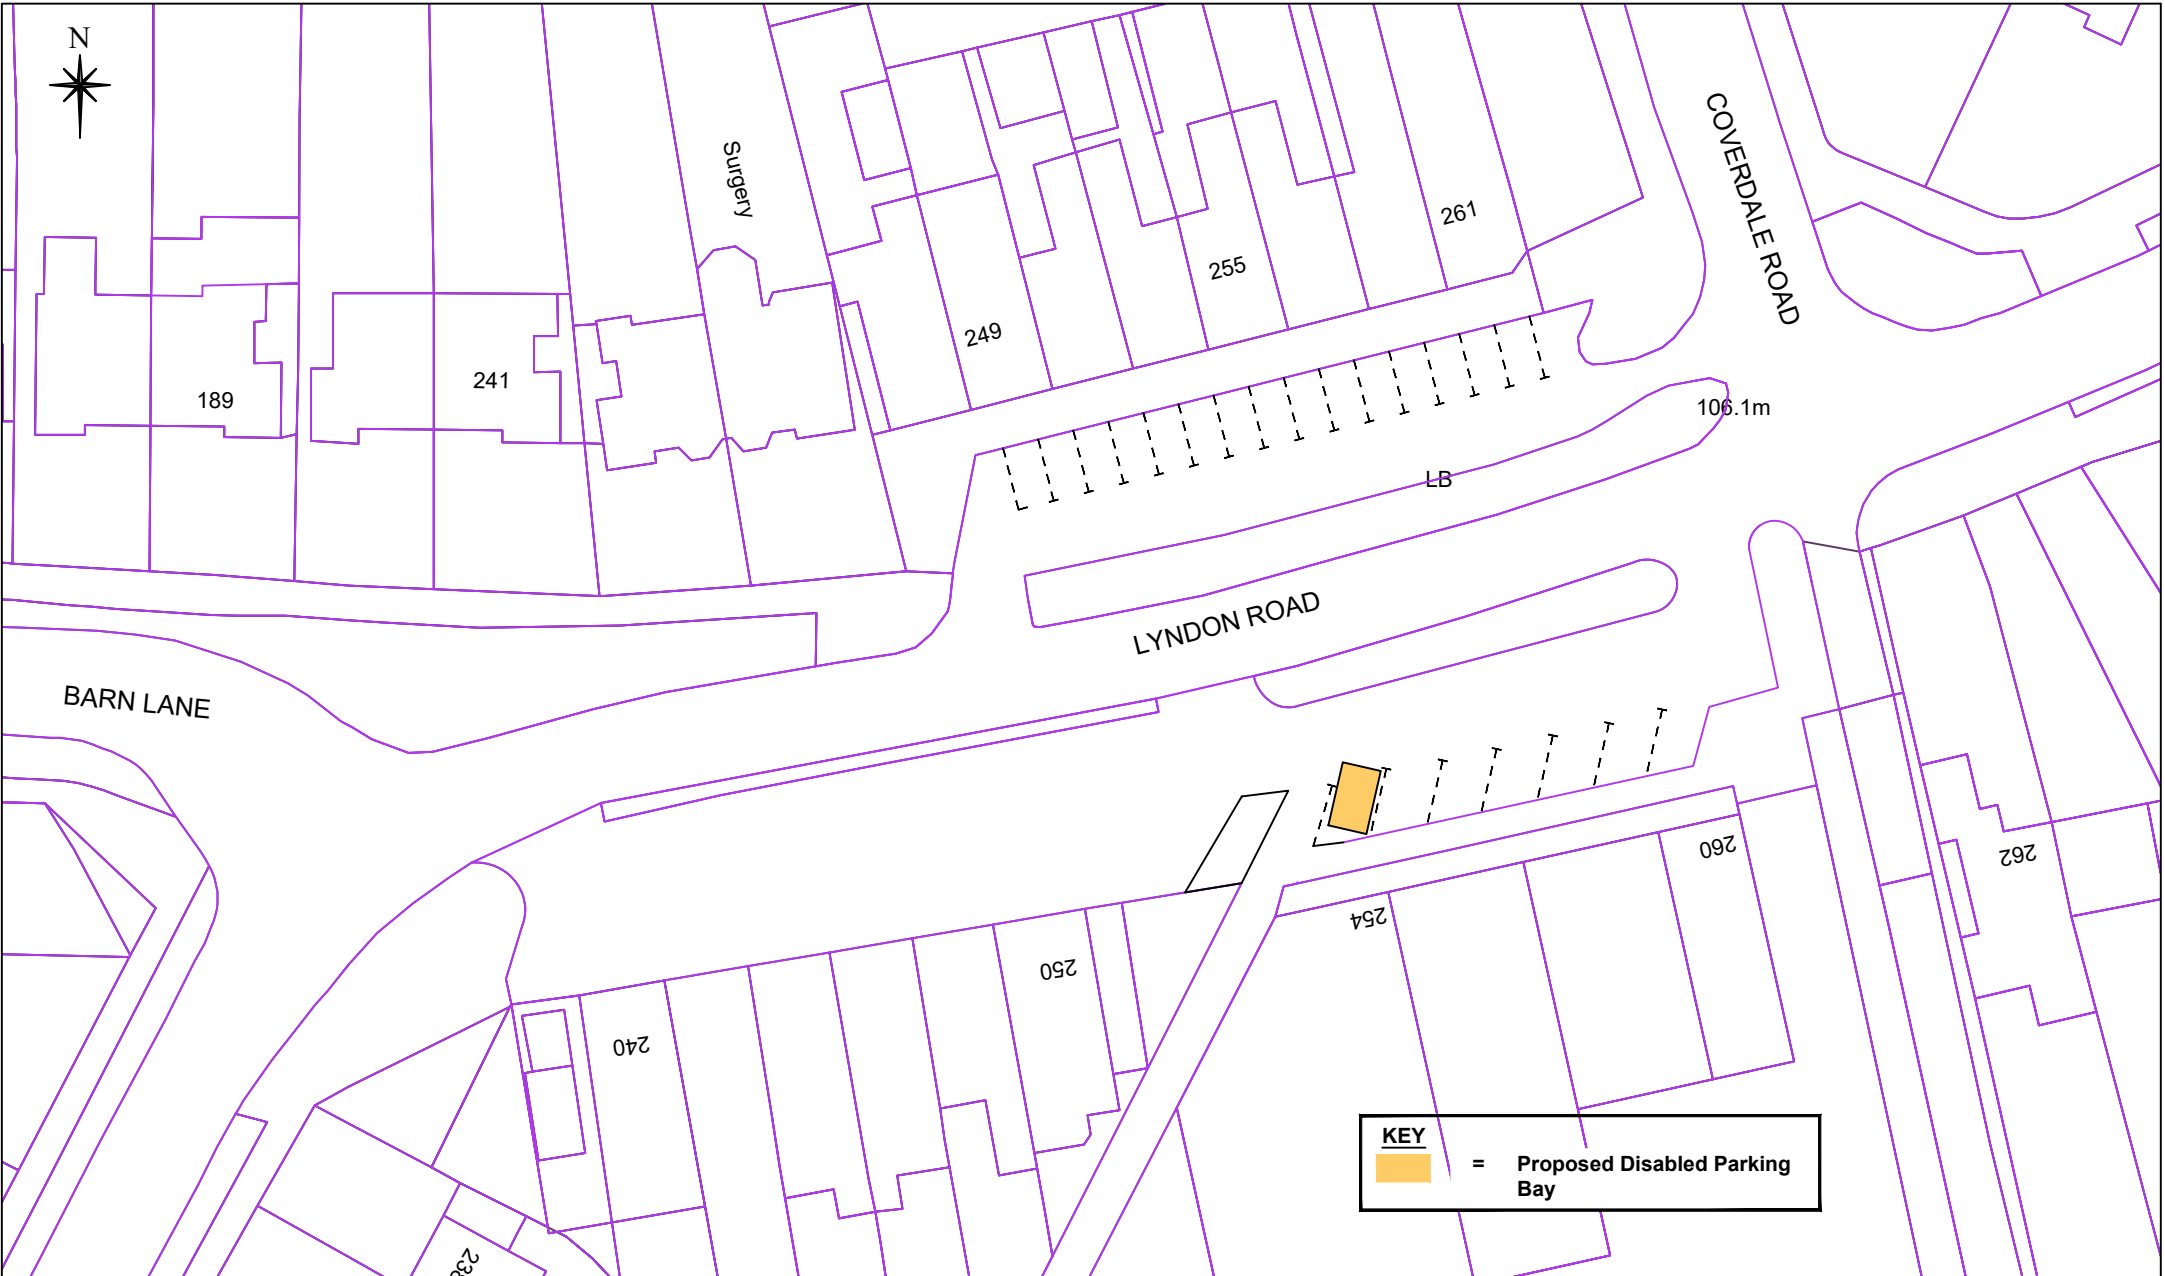 N
Surgery
COVERDALE ROAD
261
255
249
241
189
106.1m
LB
LYNDON ROAD
BARN LANE
260
262
254
250
240
KEY
= Proposed Disabled Parking
Bay